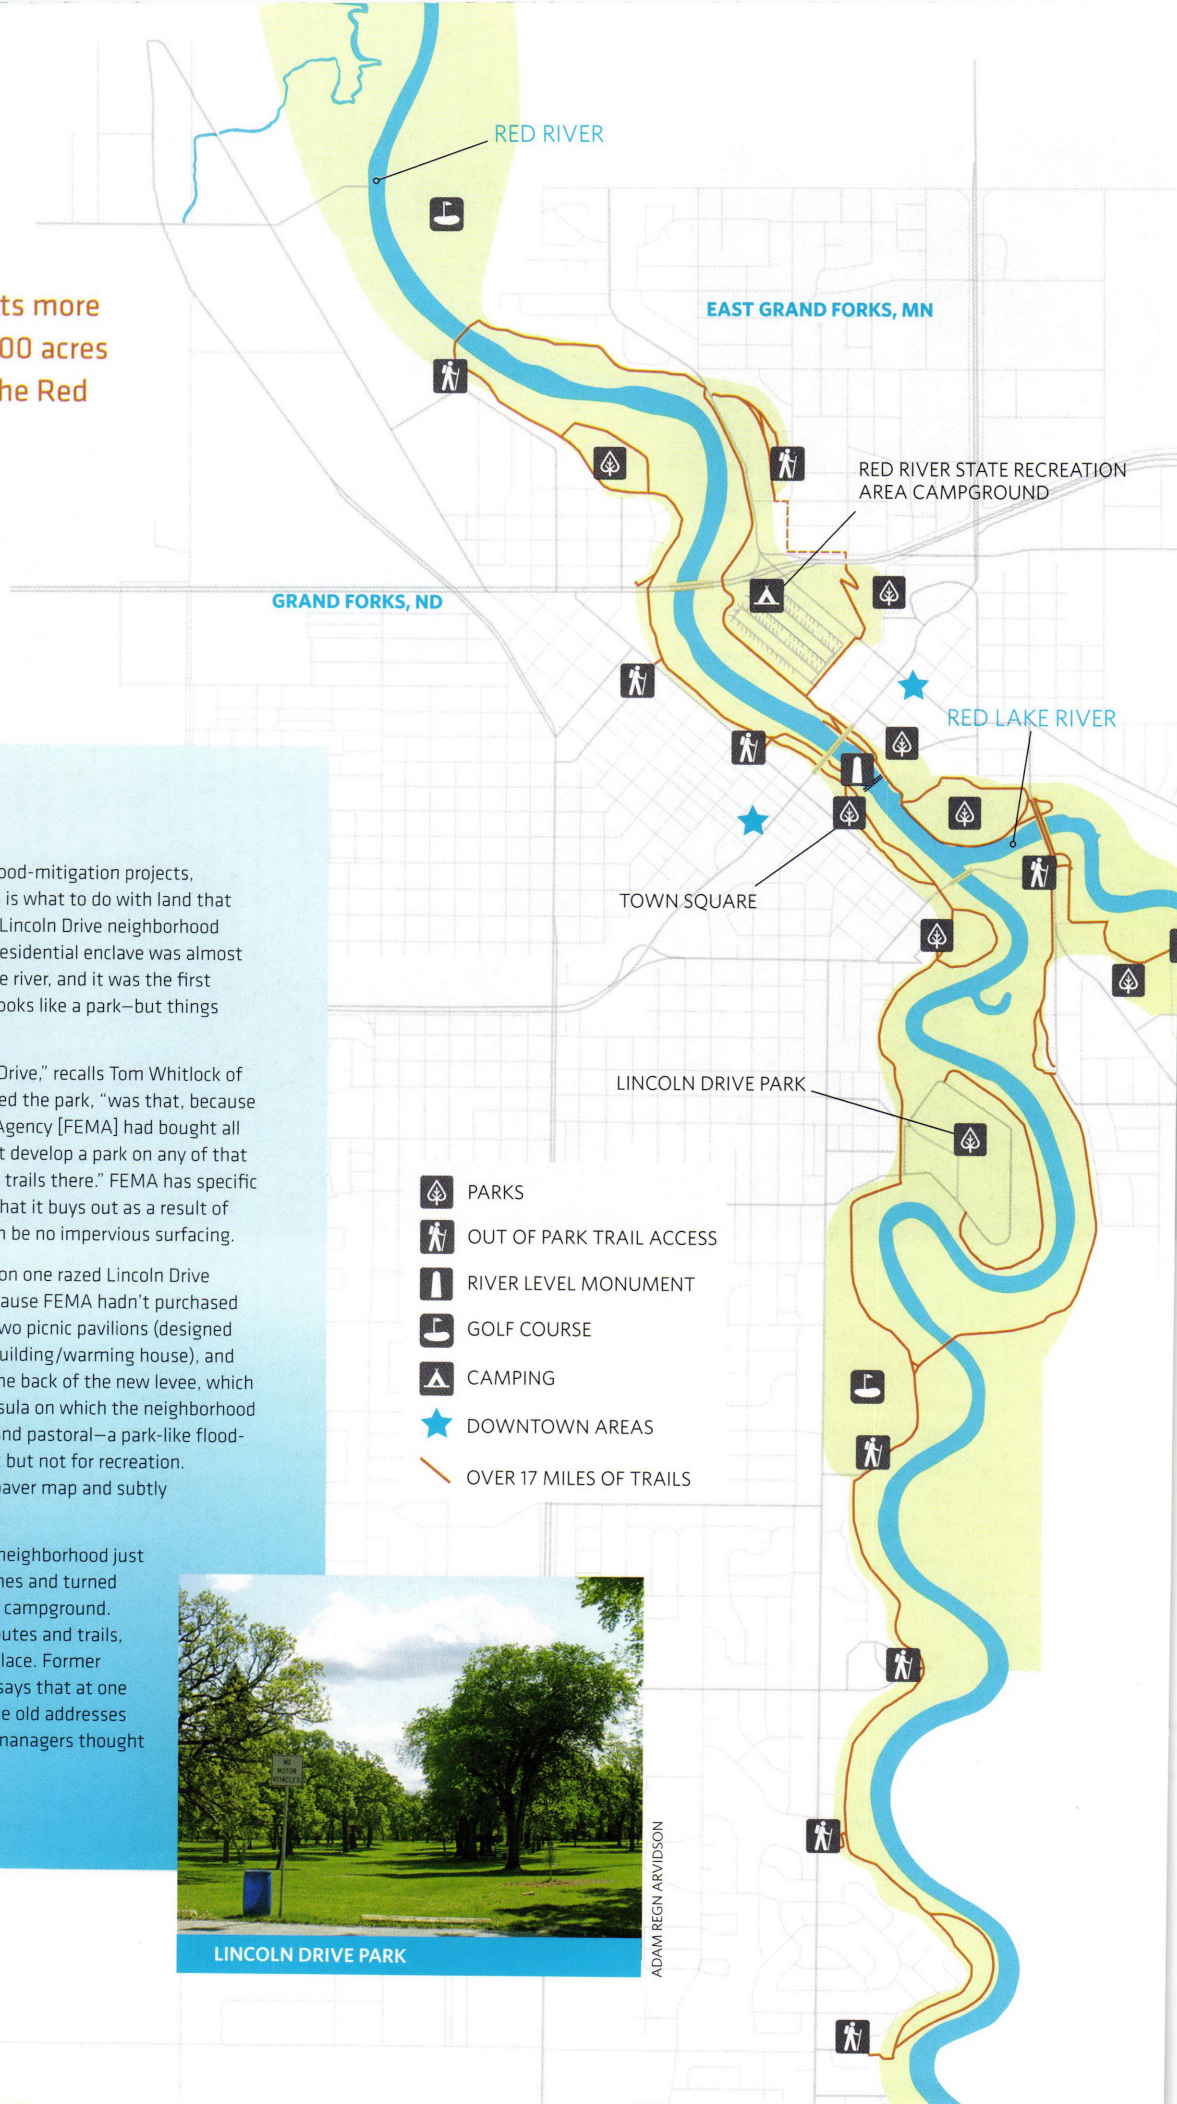 ts more
00 acres
he Red
RED RIVER
EAST GRAND FORKS, MN
RED RIVER STATE RECREATION
AREA CAMPGROUND
GRAND FORKS, ND
RED LAKE RIVER
TOWN SQUARE
LINCOLN DRIVE PARK
ood-mitigation projects,
is what to do with land that
Lincoln Drive neighborhood
esidential enclave was almost
e river, and it was the first
ooks like a park—but things
Drive,” recalls Tom Whitlock of
ed the park, “was that, because
Agency [FEMA] had bought all
t develop a park on any of that
trails there.” FEMA has specific
hat it buys out as a result of
n be no impervious surfacing.
on one razed Lincoln Drive
ause FEMA hadn’t purchased
wo picnic pavilions (designed
uilding/warming house), and
he back of the new levee, which
sula on which the neighborhood
nd pastoral—a park-like flood-
t but not for recreation.
aver map and subtly
neighborhood just
nes and turned
campground.
outes and trails,
lace. Former
says that at one
e old addresses
managers thought
PARKS
OUT OF PARK TRAIL ACCESS
RIVER LEVEL MONUMENT
GOLF COURSE
CAMPING
DOWNTOWN AREAS
OVER 17 MILES OF TRAILS
NO
MOTOR
VEHICLES
LINCOLN DRIVE PARK
ADAM REGN ARVIDSON